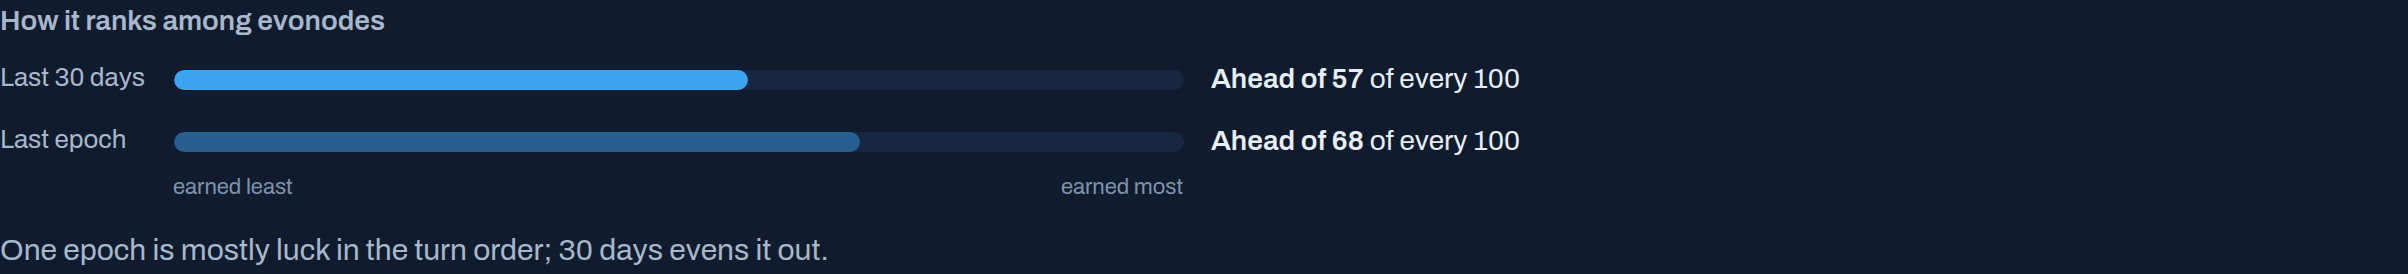 How it ranks among evonodes
Last 30 days Ahead of 57 of every 100
Last epoch Ahead of 68 of every 100
earned least earned most
One epoch is mostly luck in the turn order; 30 days evens it out.